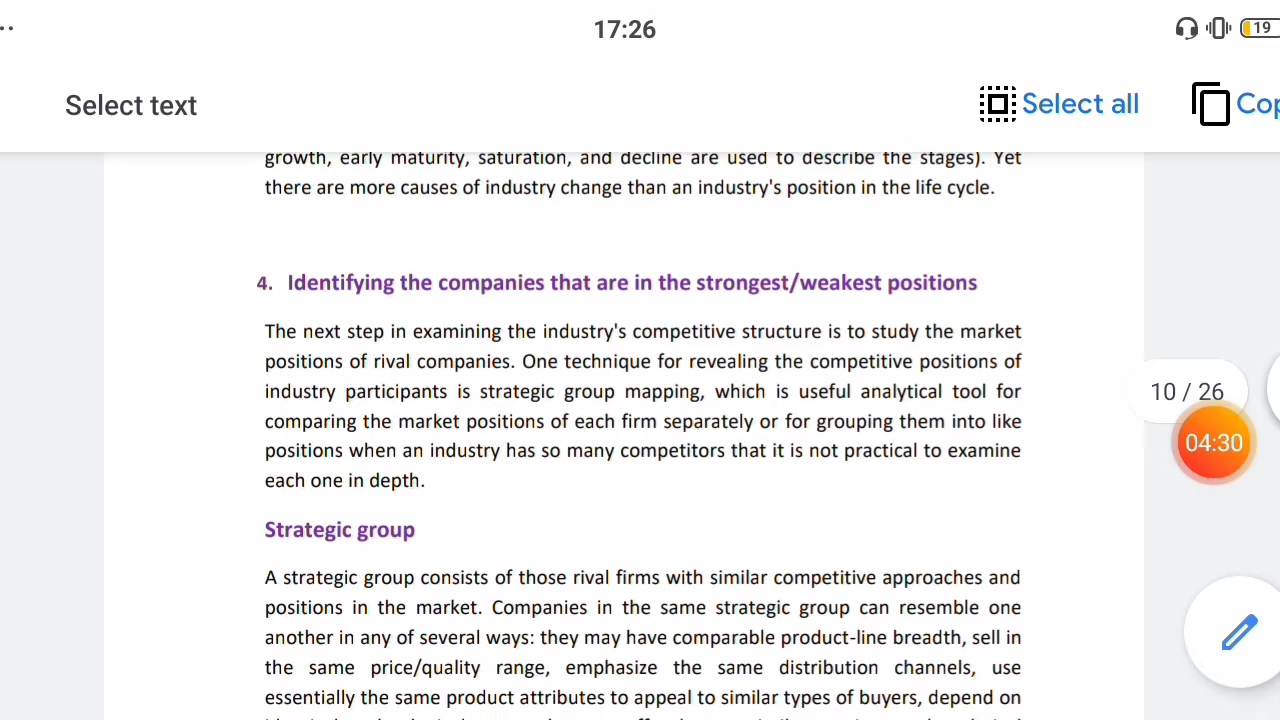 17:26
19
Select text
Select all
Cop
growth, early maturity, saturation, and decline are used to describe the stages). Yet
there are more causes of industry change than an industry's position in the life cycle.
4. Identifying the companies that are in the strongest/weakest positions
The next step in examining the industry's competitive structure is to study the market
positions of rival companies. One technique for revealing the competitive positions of
industry participants is strategic group mapping, which is useful analytical tool for
comparing the market positions of each firm separately or for grouping them into like
positions when an industry has so many competitors that it is not practical to examine
each one in depth.
10 / 26
04:30
Strategic group
A strategic group consists of those rival firms with similar competitive approaches and
positions in the market. Companies in the same strategic group can resemble one
another in any of several ways: they may have comparable product-line breadth, sell in
the same price/quality range, emphasize the same distribution channels, use
essentially the same product attributes to appeal to similar types of buyers, depend on